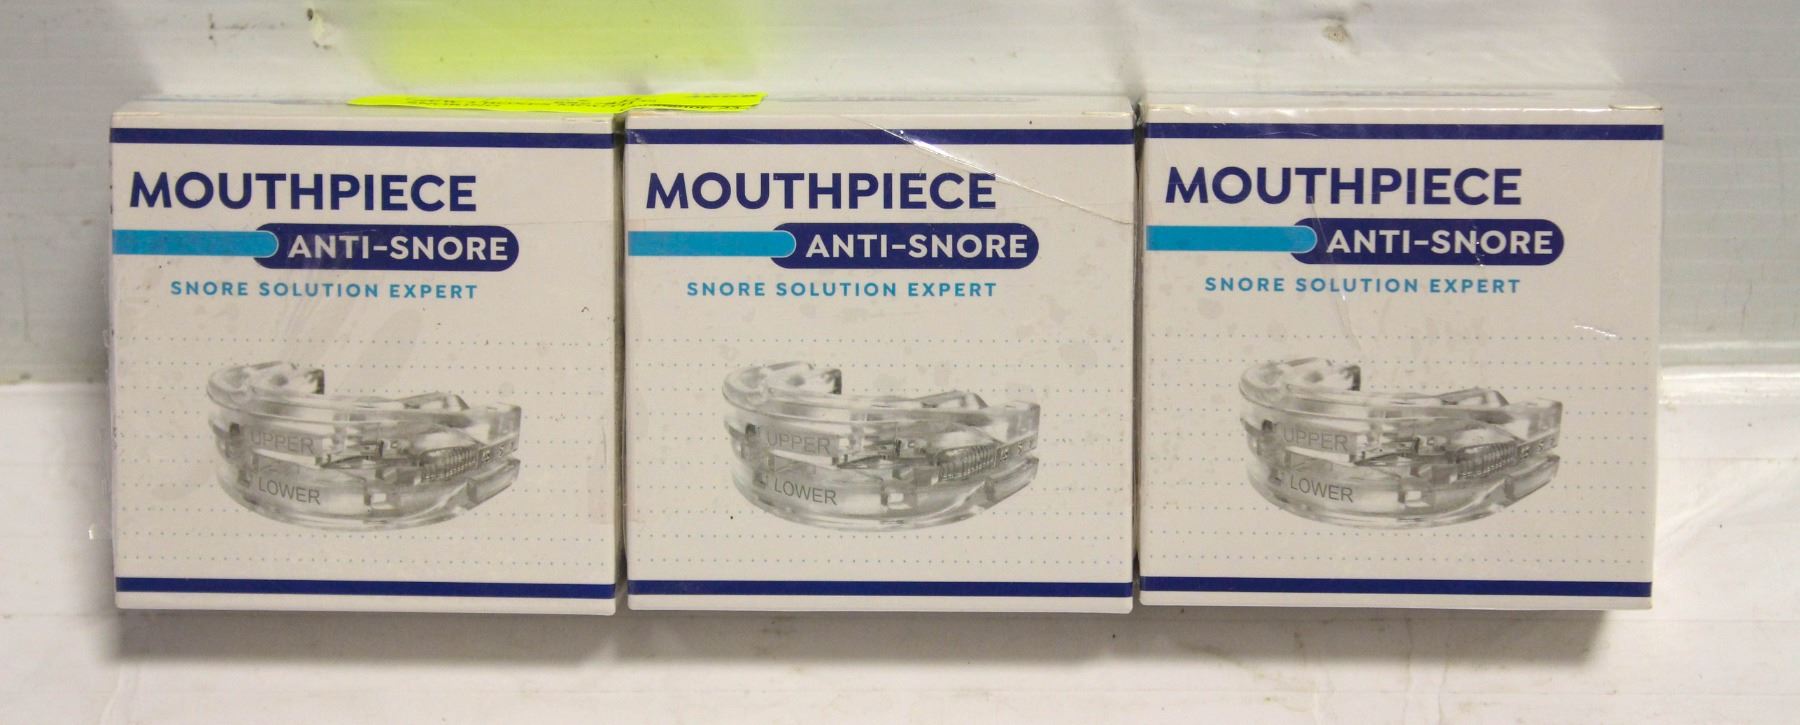 MOUTHPIECE
ANTI-SNORE
SNORE SOLUTION EXPERT
UPPER
LOWER
MOUTHPIECE
ANTI-SNORE
SNORE SOLUTION EXPERT
UPPER
LOWER
MOUTHPIECE
ANTI-SNORE
SNORE SOLUTION EXPERT
UPPER
LOWER